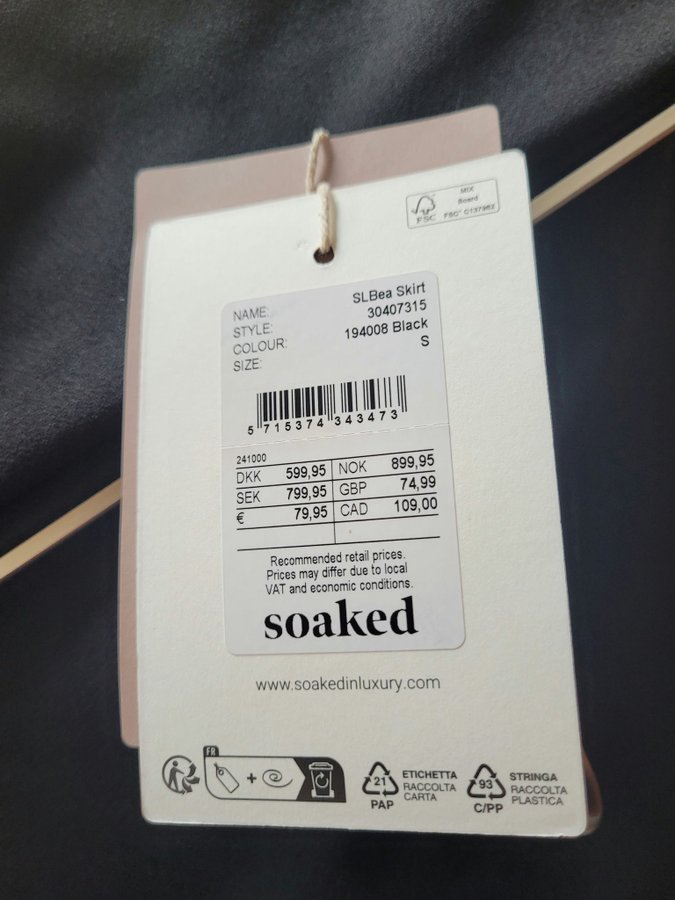 FSC
MIX
Board
FSC® C137962
NAME: SLBea Skirt
STYLE: 30407315
COLOUR: 194008 Black
SIZE: S
5 715374 343473
241000
DKK 599,95 NOK 899,95
SEK 799,95 GBP 74,99
€ 79,95 CAD 109,00
Recommended retail prices.
Prices may differ due to local
VAT and economic conditions.
soaked
www.soakedinluxury.com
FR
+
21
PAP
ETICHETTA
RACCOLTA
CARTA
93
C/PP
STRINGA
RACCOLTA
PLASTICA